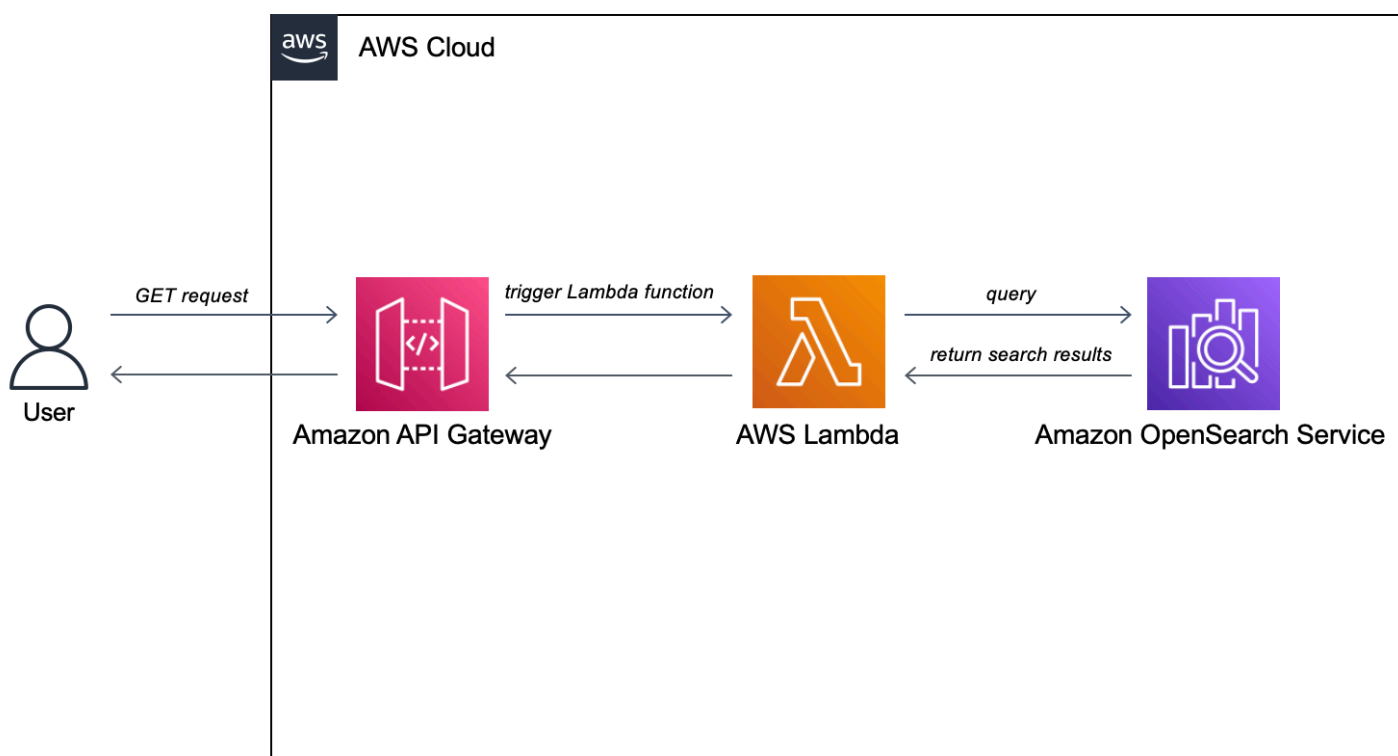 aws
AWS Cloud
GET request
trigger Lambda function
query
return search results
</>
User
Amazon API Gateway
AWS Lambda
Amazon OpenSearch Service